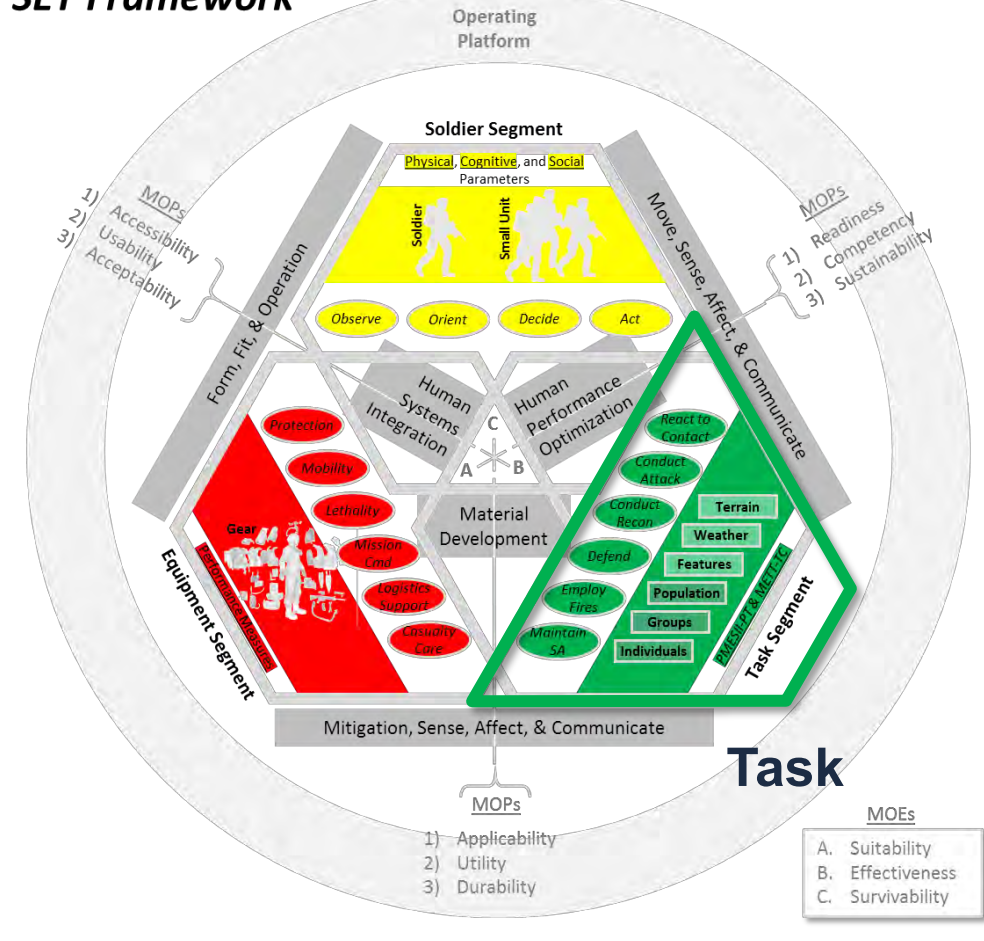 SET Framework
Operating
Platform
Soldier Segment
Physical, Cognitive, and Social
Parameters
Soldier
Small Unit
Observe
Orient
Decide
Act
MOPs
1) Accessibility
2) Usability
3) Acceptability
Form, Fit, & Operation
Move, Sense, Affect, & Communicate
MOPs
1) Readiness
2) Competency
3) Sustainability
Human
Systems
Integration
Human
Performance
Optimization
C
A
B
Material
Development
Protection
Mobility
Lethality
Mission
Cmd
Logistics
Support
Casualty
Care
Gear
Performance Measures
Equipment Segment
React to
Contact
Conduct
Attack
Conduct
Recon
Defend
Employ
Fires
Maintain
SA
Terrain
Weather
Features
Population
Groups
Individuals
PMESII-PT & METT-TC
Task Segment
Mitigation, Sense, Affect, & Communicate
Task
MOPs
1) Applicability
2) Utility
3) Durability
MOEs
A. Suitability
B. Effectiveness
C. Survivability